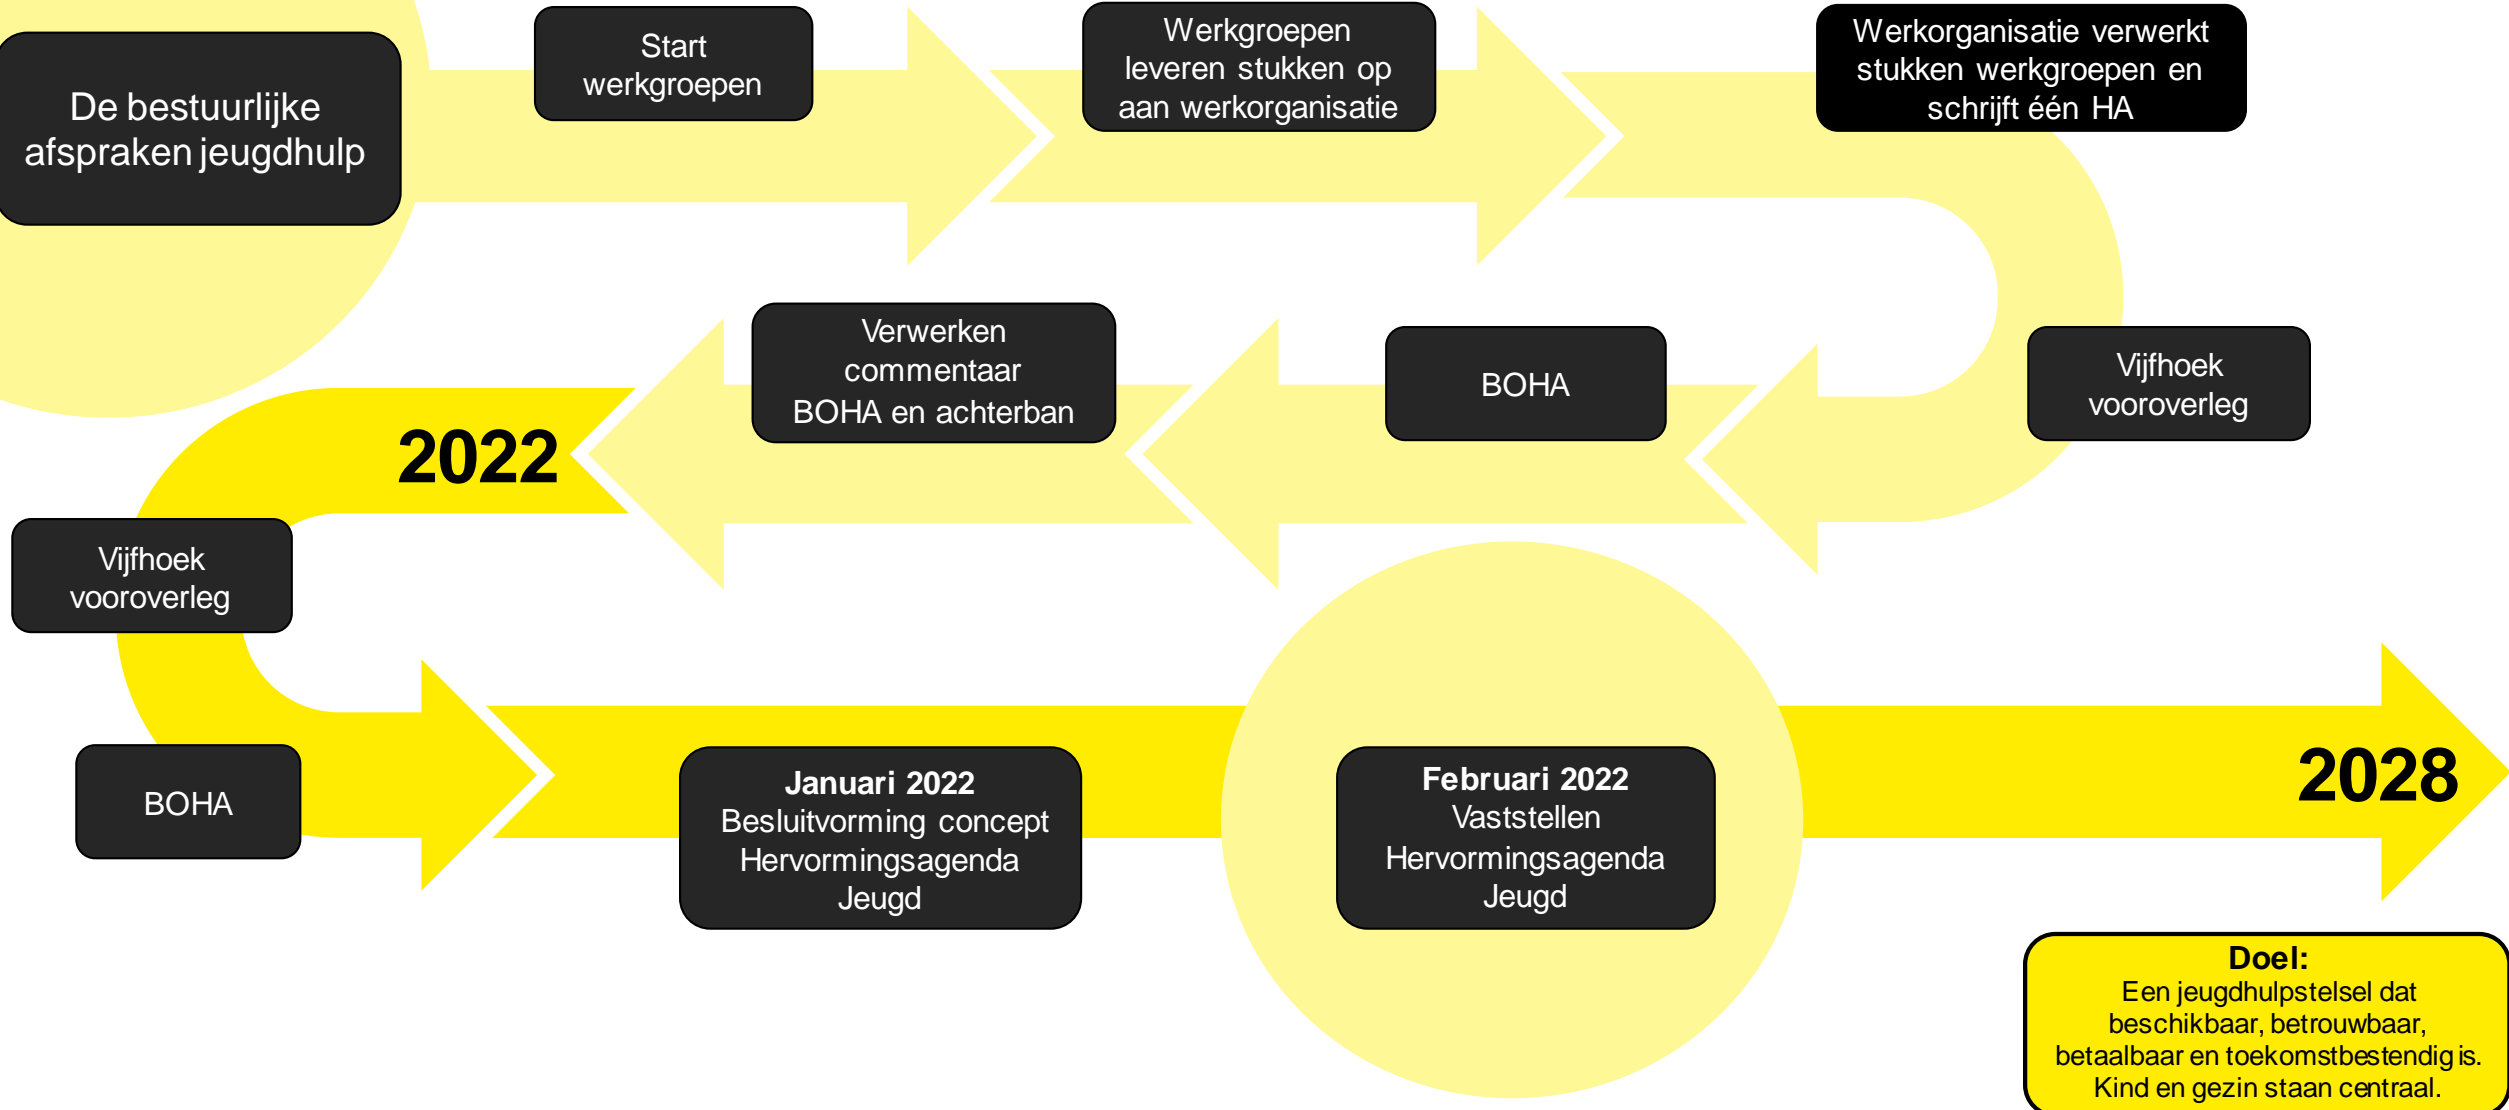 De bestuurlijke
afspraken jeugdhulp
Start
werkgroepen
Werkgroepen
leveren stukken op
aan werkorganisatie
Werkorganisatie verwerkt
stukken werkgroepen en
schrijft één HA
Vijfhoek
vooroverleg
BOHA
Verwerken
commentaar
BOHA en achterban
2022
Vijfhoek
vooroverleg
BOHA
Januari 2022
Besluitvorming concept
Hervormingsagenda
Jeugd
Februari 2022
Vaststellen
Hervormingsagenda
Jeugd
2028
Doel:
Een jeugdhulpstelsel dat
beschikbaar, betrouwbaar,
betaalbaar en toekomstbestendig is.
Kind en gezin staan centraal.